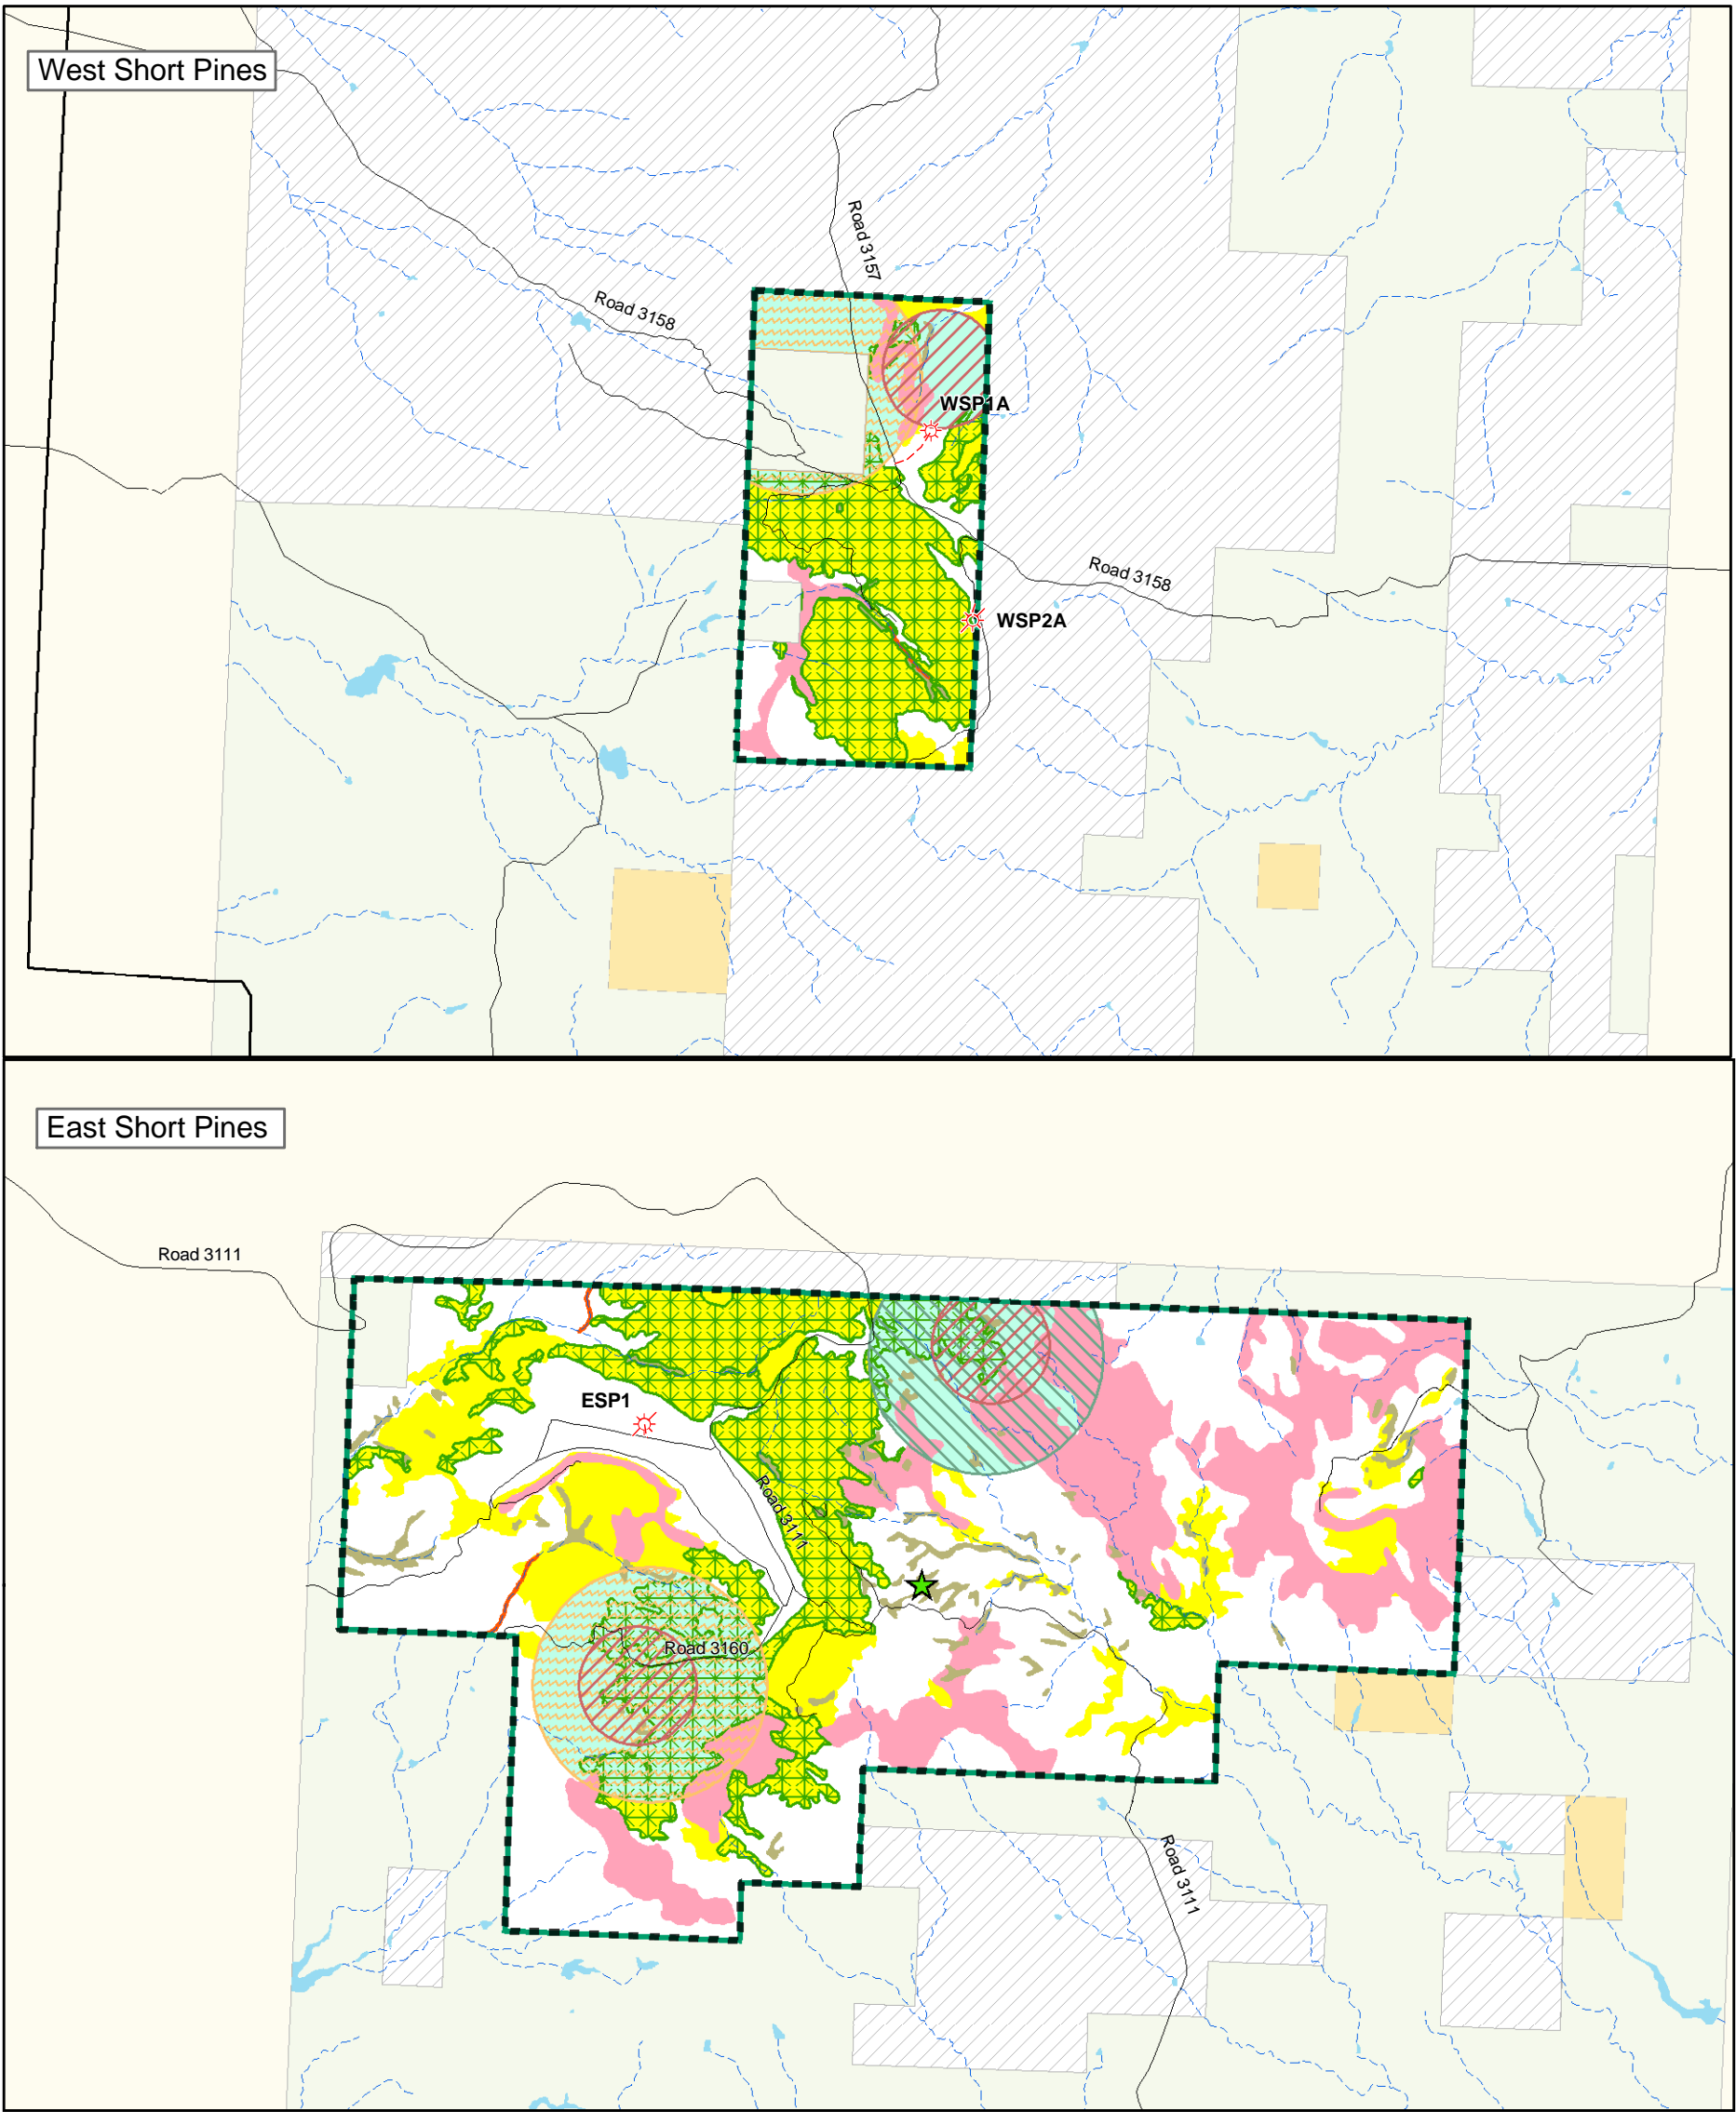 West Short Pines
Road 3157
Road 3158
WSP1A
Road 3158
WSP2A
East Short Pines
Road 3111
ESP1
Road 3111
Road 3160
Road 3111